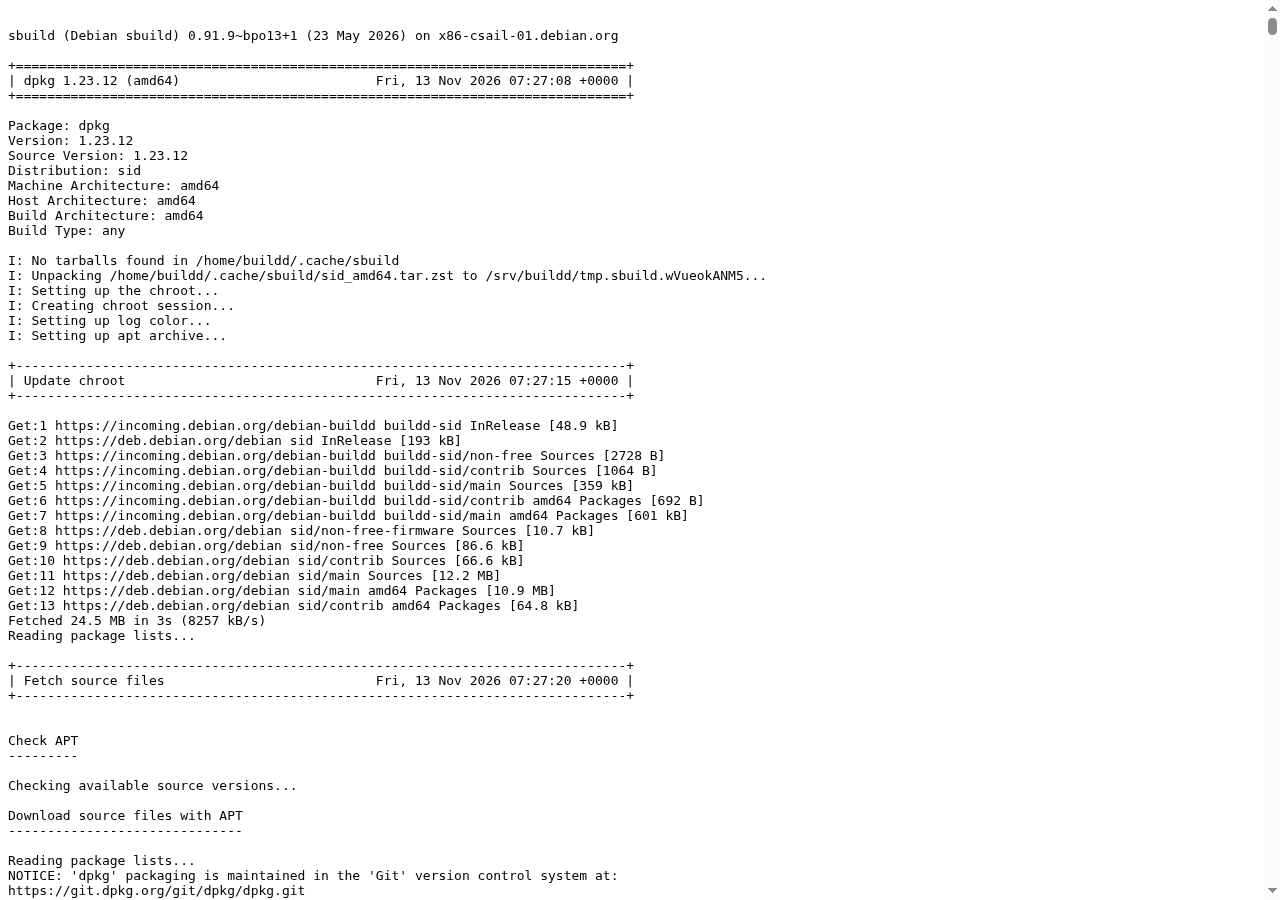 sbuild (Debian sbuild) 0.91.9~bpo13+1 (23 May 2026) on x86-csail-01.debian.org

+==============================================================================+
| dpkg 1.23.12 (amd64)                         Fri, 13 Nov 2026 07:27:08 +0000 |
+==============================================================================+

Package: dpkg
Version: 1.23.12
Source Version: 1.23.12
Distribution: sid
Machine Architecture: amd64
Host Architecture: amd64
Build Architecture: amd64
Build Type: any

I: No tarballs found in /home/buildd/.cache/sbuild
I: Unpacking /home/buildd/.cache/sbuild/sid_amd64.tar.zst to /srv/buildd/tmp.sbuild.wVueokANM5...
I: Setting up the chroot...
I: Creating chroot session...
I: Setting up log color...
I: Setting up apt archive...

+------------------------------------------------------------------------------+
| Update chroot                                Fri, 13 Nov 2026 07:27:15 +0000 |
+------------------------------------------------------------------------------+

Get:1 https://incoming.debian.org/debian-buildd buildd-sid InRelease [48.9 kB]
Get:2 https://deb.debian.org/debian sid InRelease [193 kB]
Get:3 https://incoming.debian.org/debian-buildd buildd-sid/non-free Sources [2728 B]
Get:4 https://incoming.debian.org/debian-buildd buildd-sid/contrib Sources [1064 B]
Get:5 https://incoming.debian.org/debian-buildd buildd-sid/main Sources [359 kB]
Get:6 https://incoming.debian.org/debian-buildd buildd-sid/contrib amd64 Packages [692 B]
Get:7 https://incoming.debian.org/debian-buildd buildd-sid/main amd64 Packages [601 kB]
Get:8 https://deb.debian.org/debian sid/non-free-firmware Sources [10.7 kB]
Get:9 https://deb.debian.org/debian sid/non-free Sources [86.6 kB]
Get:10 https://deb.debian.org/debian sid/contrib Sources [66.6 kB]
Get:11 https://deb.debian.org/debian sid/main Sources [12.2 MB]
Get:12 https://deb.debian.org/debian sid/main amd64 Packages [10.9 MB]
Get:13 https://deb.debian.org/debian sid/contrib amd64 Packages [64.8 kB]
Fetched 24.5 MB in 3s (8257 kB/s)
Reading package lists...

+------------------------------------------------------------------------------+
| Fetch source files                           Fri, 13 Nov 2026 07:27:20 +0000 |
+------------------------------------------------------------------------------+


Check APT
---------

Checking available source versions...

Download source files with APT
------------------------------

Reading package lists...
NOTICE: 'dpkg' packaging is maintained in the 'Git' version control system at:
https://git.dpkg.org/git/dpkg/dpkg.git